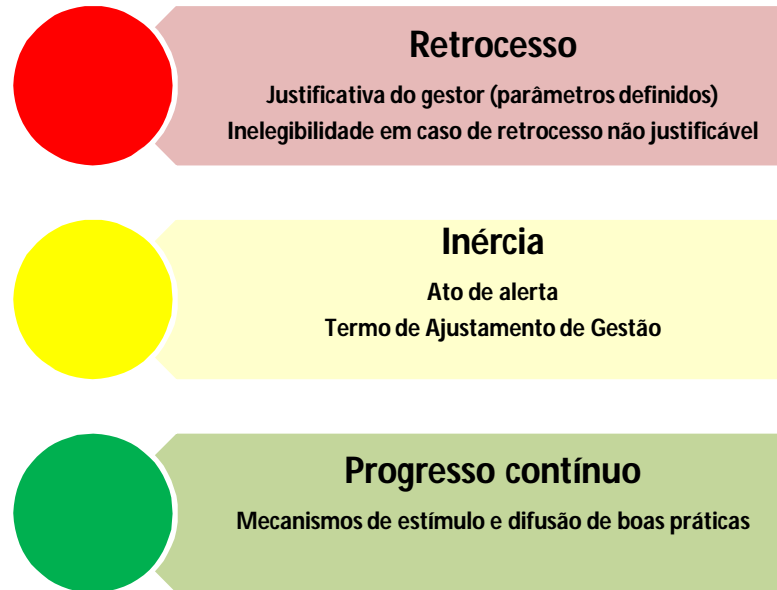 Retrocesso
Justificativa do gestor (parâmetros definidos)
Inelegibilidade em caso de retrocesso não justificável
Inércia
Ato de alerta
Termo de Ajustamento de Gestão
Progresso contínuo
Mecanismos de estímulo e difusão de boas práticas